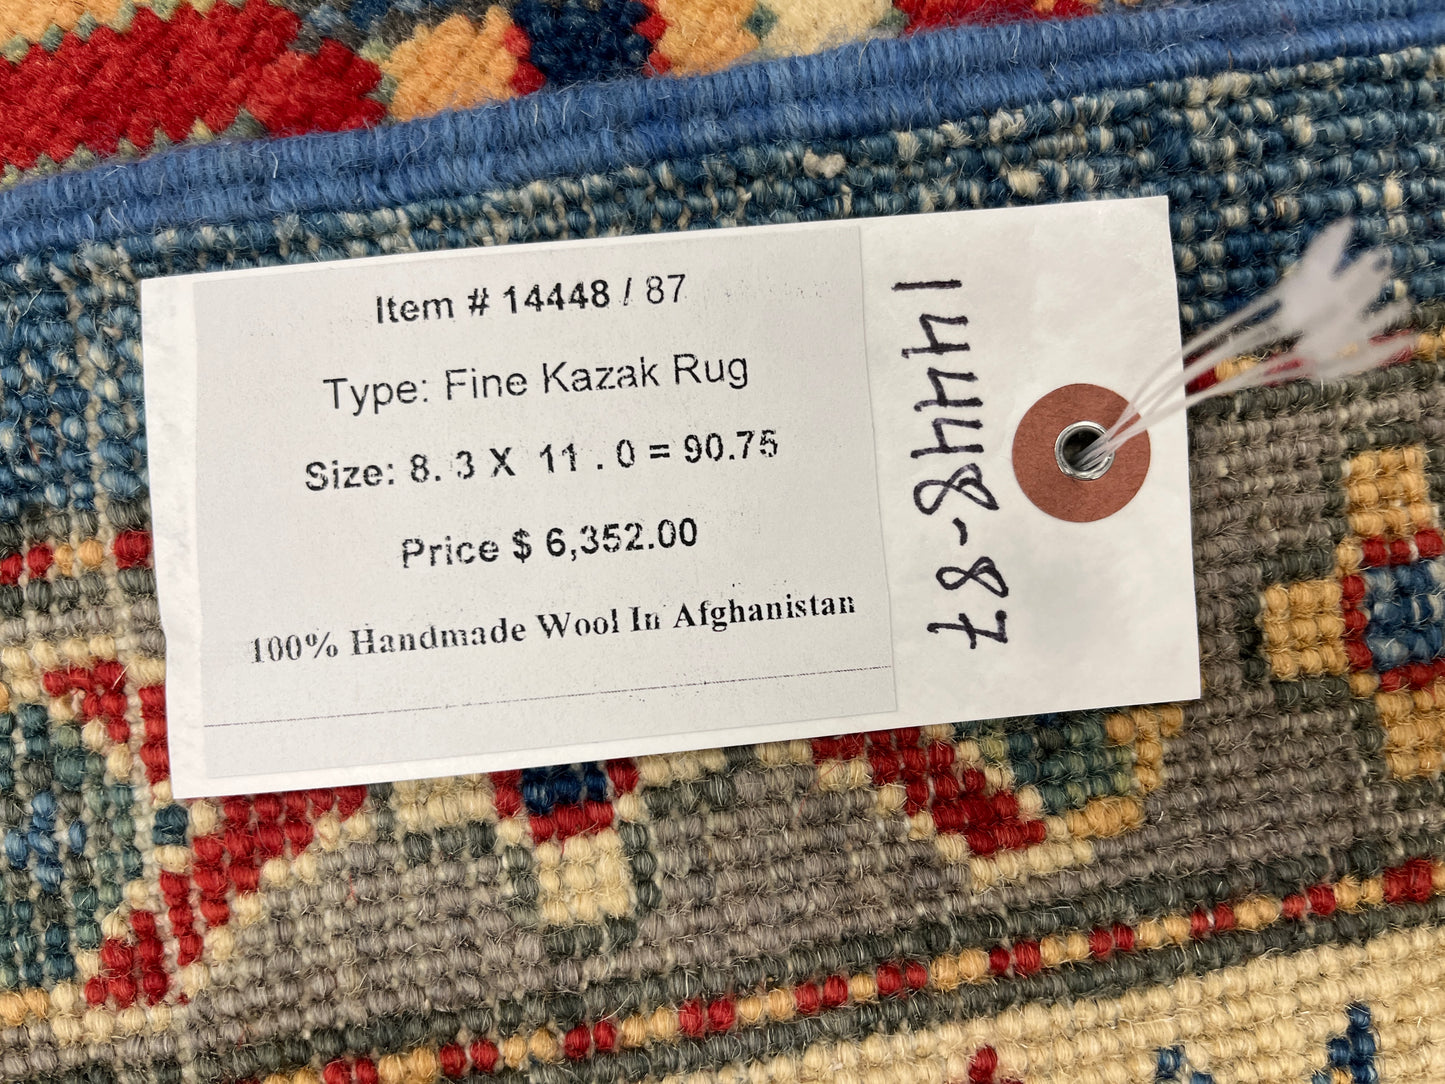 Item # 14448 / 87
Type: Fine Kazak Rug
Size: 8. 3 X 11 . 0 = 90.75
Price $ 6,352.00
100% Handmade Wool In Afghanistan
14448-87